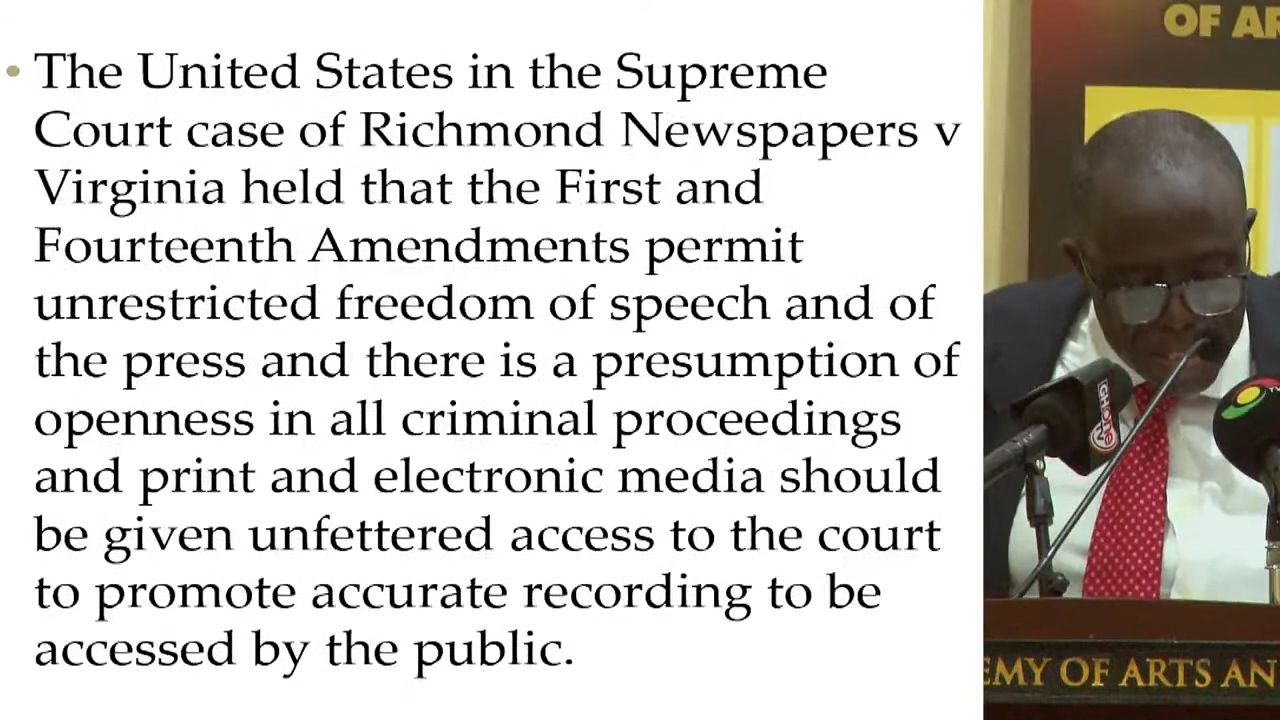 • The United States in the Supreme
Court case of Richmond Newspapers v
Virginia held that the First and
Fourteenth Amendments permit
unrestricted freedom of speech and of
the press and there is a presumption of
openness in all criminal proceedings
and print and electronic media should
be given unfettered access to the court
to promote accurate recording to be
accessed by the public.
OF AR
GHOne
TV
TV
EMY OF ARTS AN